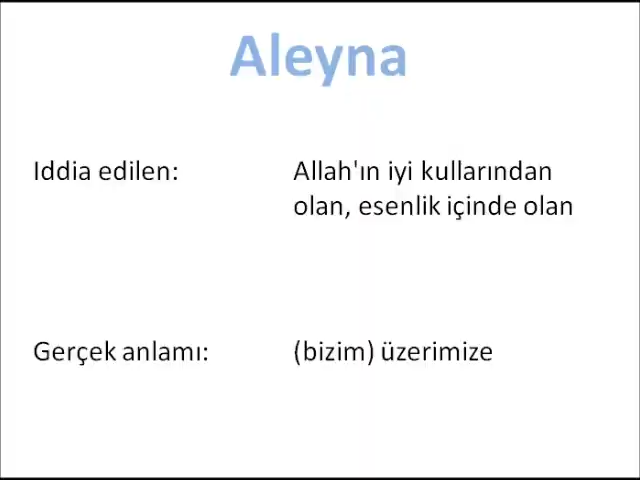 Aleyna
Iddia edilen: Allah'ın iyi kullarından
olan, esenlik içinde olan
Gerçek anlamı: (bizim) üzerimize